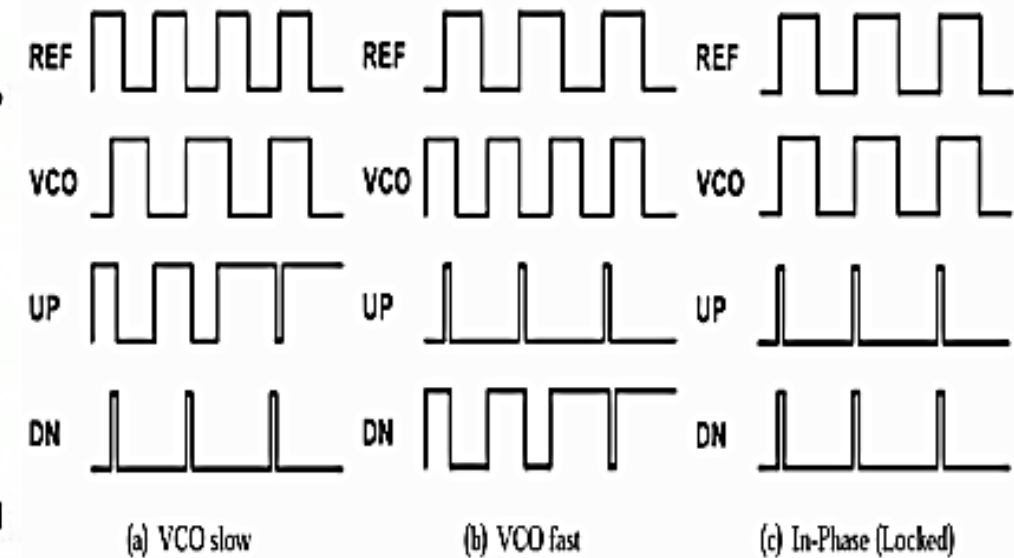 REF REF REF
VCO VCO VCO
UP UP UP
DN DN DN
(a) VCO slow (b) VCO fast (c) In-Phase (Locked)